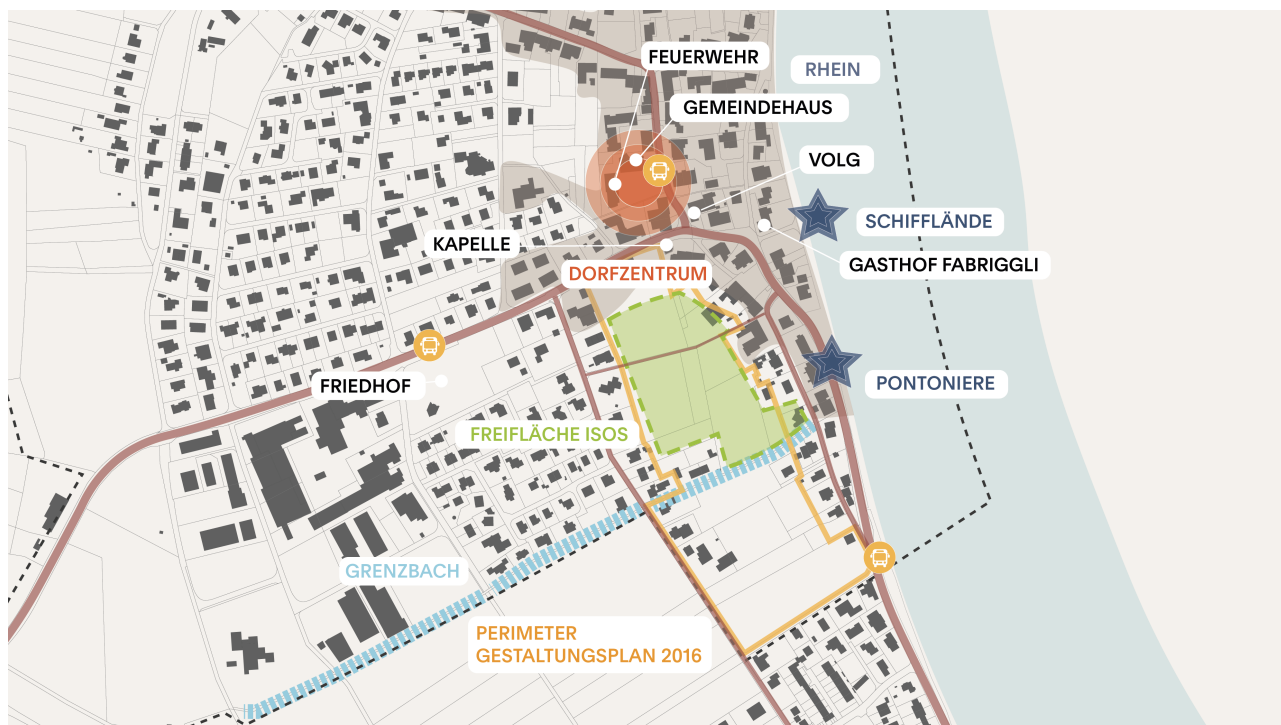 FEUERWEHR
RHEIN
GEMEINDEHAUS
VOLG
SCHIFFLÄNDE
KAPELLE
GASTHOF FABRIGGLI
DORFZENTRUM
FRIEDHOF
PONTONIERE
FREIFLÄCHE ISOS
GRENZBACH
PERIMETER
GESTALTUNGSPLAN 2016